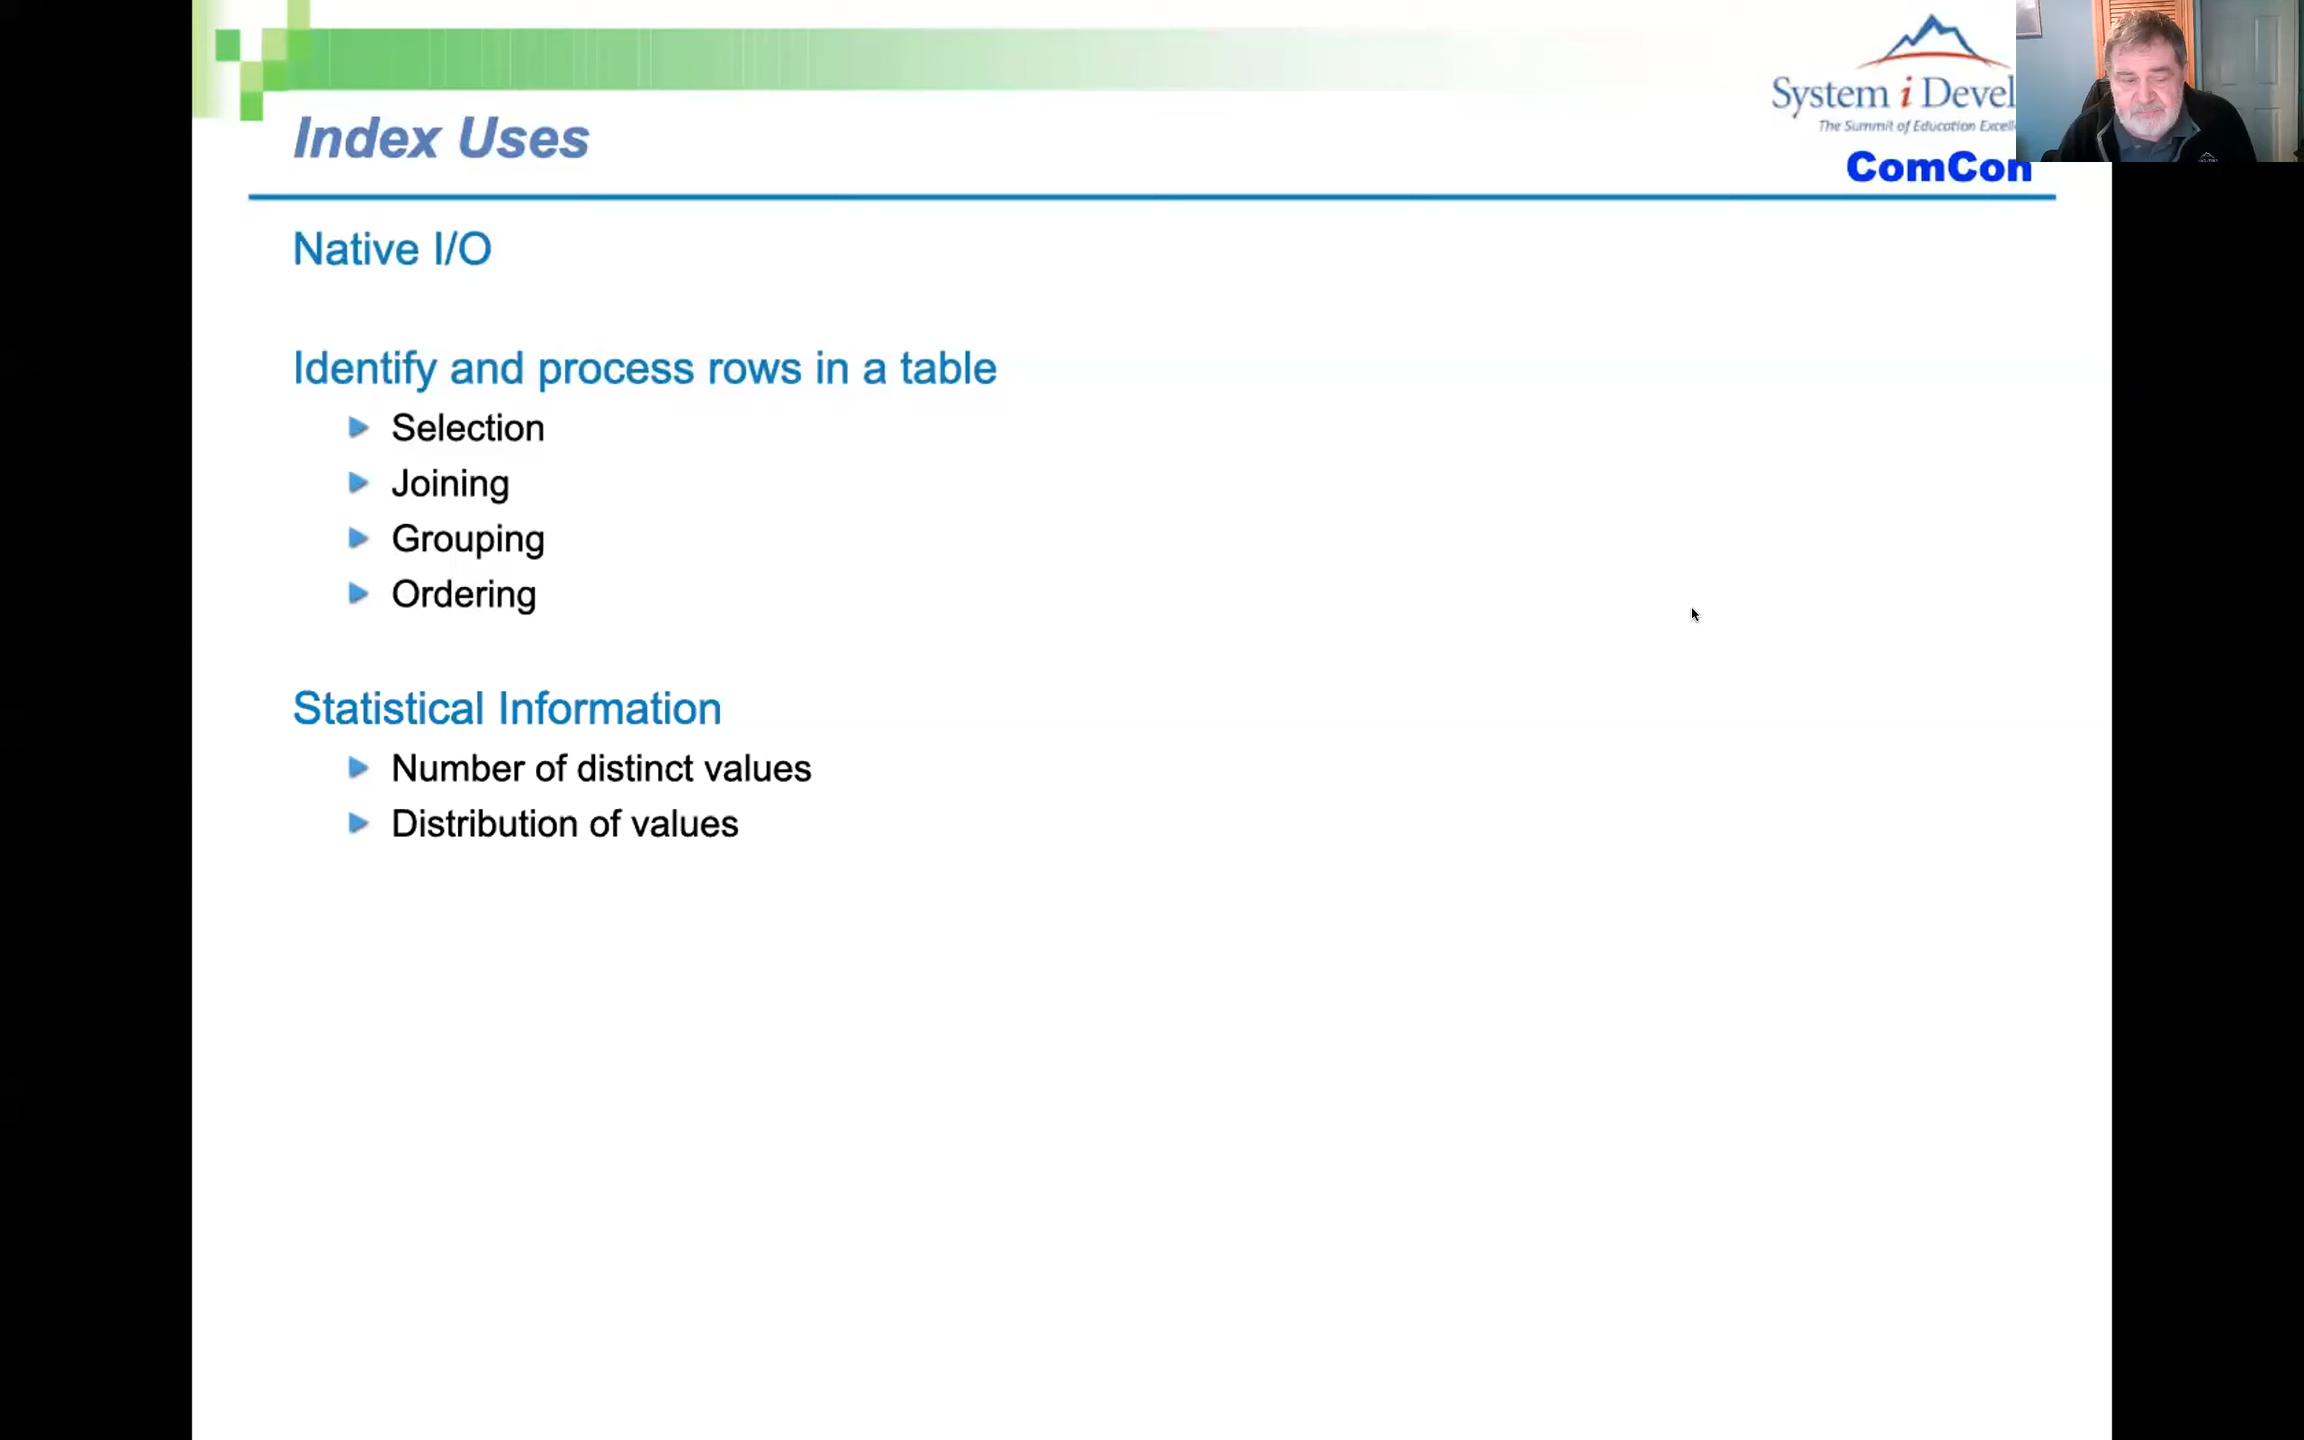 System i Devel
The Summit of Education Excell
Index Uses
ComCon
Native I/O
Identify and process rows in a table
Selection
Joining
Grouping
Ordering
Statistical Information
Number of distinct values
Distribution of values